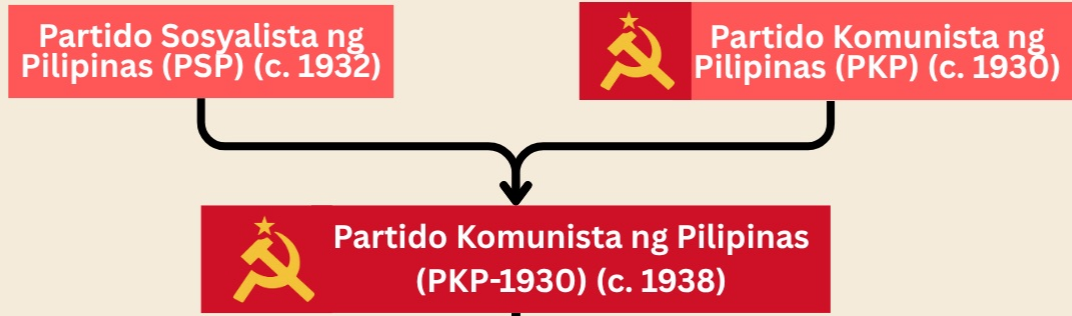 Partido Sosyalista ng
Pilipinas (PSP) (c. 1932)
Partido Komunista ng
Pilipinas (PKP) (c. 1930)
Partido Komunista ng Pilipinas
(PKP-1930) (c. 1938)